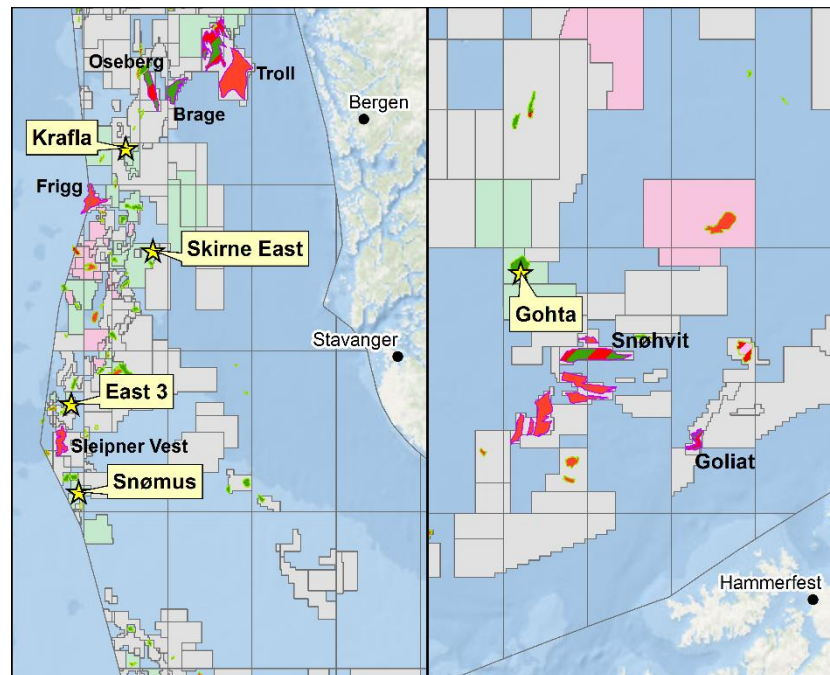 Oseberg
Troll
Brage
Bergen
Krafla
Frigg
Skirne East
Stavanger
East 3
Sleipner Vest
Snømus
Gohta
Snøhvit
Goliat
Hammerfest